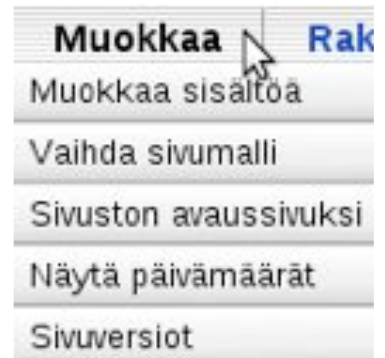 Muokkaa Rak
Muokkaa sisältöä
Vaihda sivumalli
Sivuston avaussivuksi
Näytä päivämäärät
Sivuversiot